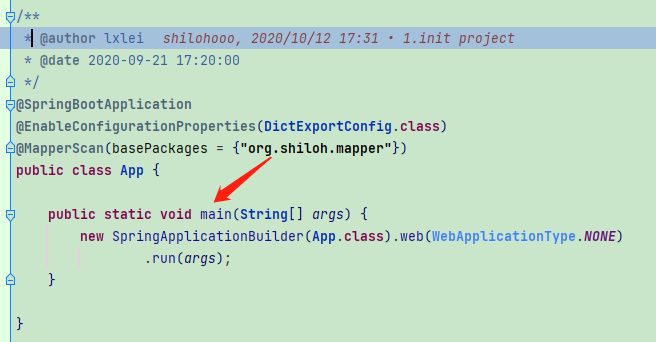 /**
 * @author lxlei   shilohooo, 2020/10/12 17:31 • 1.init project
 * @date 2020-09-21 17:20:00
 */
@SpringBootApplication
@EnableConfigurationProperties(DictExportConfig.class)
@MapperScan(basePackages = {"org.shiloh.mapper"})
public class App {
    public static void main(String[] args) {
        new SpringApplicationBuilder(App.class).web(WebApplicationType.NONE)
                .run(args);
    }
}